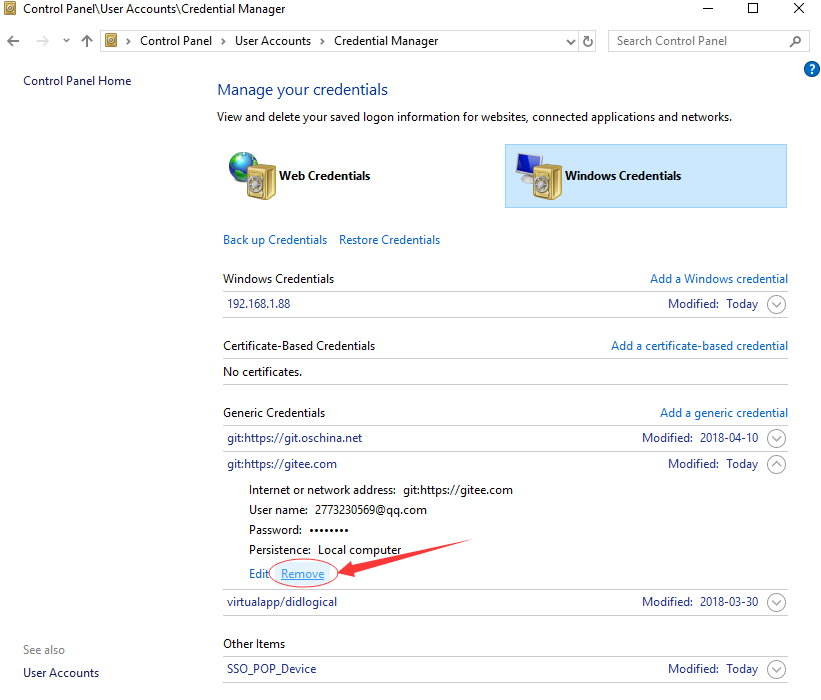 Control Panel\User Accounts\Credential Manager
Control Panel > User Accounts > Credential Manager
Search Control Panel
?
Control Panel Home
Manage your credentials
View and delete your saved logon information for websites, connected applications and networks.
Web Credentials
Windows Credentials
Back up Credentials Restore Credentials
Windows Credentials Add a Windows credential
192.168.1.88 Modified: Today
Certificate-Based Credentials Add a certificate-based credential
No certificates.
Generic Credentials Add a generic credential
git:https://git.oschina.net Modified: 2018-04-10
git:https://gitee.com Modified: Today
Internet or network address: git:https://gitee.com
User name: 2773230569@qq.com
Password: ••••••••
Persistence: Local computer
Edit Remove
virtualapp/didlogical Modified: 2018-03-30
Other Items
SSO_POP_Device Modified: Today
See also
User Accounts